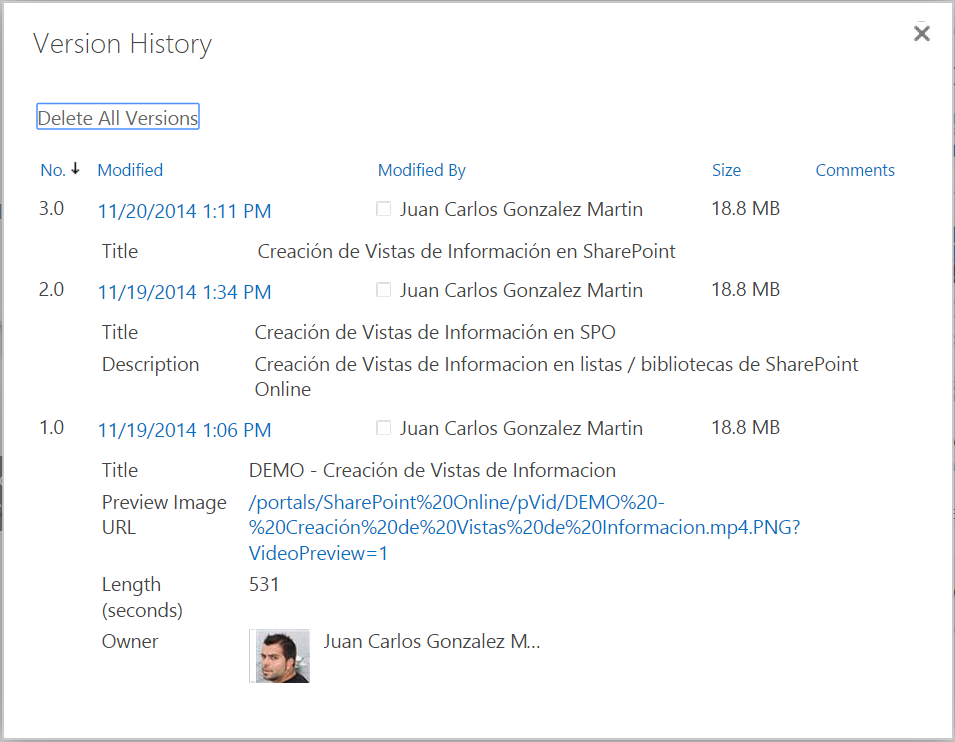 Version History
Delete All Versions
No. Modified Modified By Size Comments
3.0 11/20/2014 1:11 PM Juan Carlos Gonzalez Martin 18.8 MB
Title Creación de Vistas de Información en SharePoint
2.0 11/19/2014 1:34 PM Juan Carlos Gonzalez Martin 18.8 MB
Title Creación de Vistas de Información en SPO
Description Creación de Vistas de Informacion en listas / bibliotecas de SharePoint
Online
1.0 11/19/2014 1:06 PM Juan Carlos Gonzalez Martin 18.8 MB
Title DEMO - Creación de Vistas de Informacion
Preview Image /portals/SharePoint%20Online/pVid/DEMO%20-
URL %20Creación%20de%20Vistas%20de%20Informacion.mp4.PNG?
VideoPreview=1
Length 531
(seconds)
Owner Juan Carlos Gonzalez M...